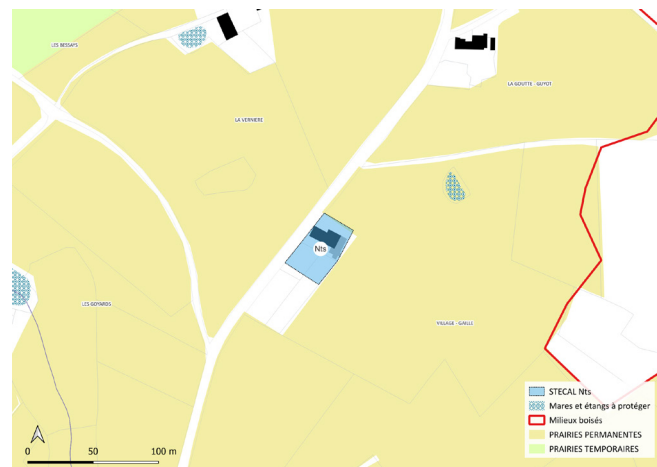 LES BESSAYS
LA VERNIERE
LA GOUTTE - GUYOT
Nts
LES GOYARDS
VILLAGE - GAILLE
STECAL Nts
Mares et étangs à protéger
Milieux boisés
PRAIRIES PERMANENTES
PRAIRIES TEMPORAIRES
0 50 100 m